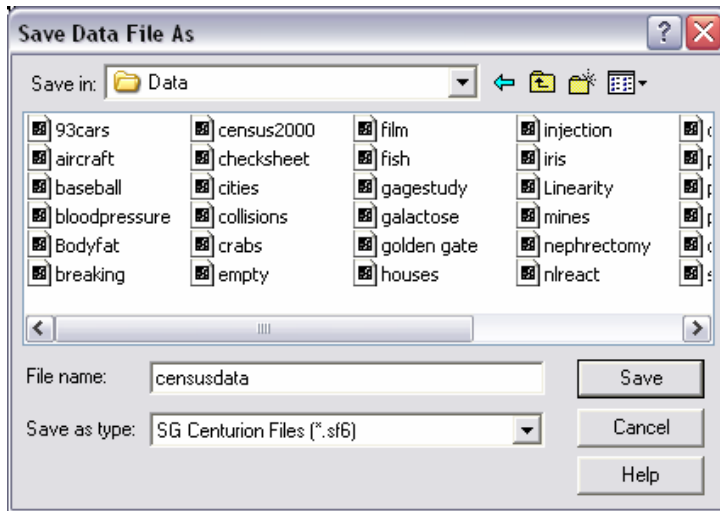 Save Data File As
Save in: Data
93cars census2000 film injection
aircraft checksheet fish iris
baseball cities gagestudy Linearity
bloodpressure collisions galactose mines
Bodyfat crabs golden gate nephrectomy
breaking empty houses nlreact
File name: censusdata Save
Save as type: SG Centurion Files (*.sf6) Cancel
Help